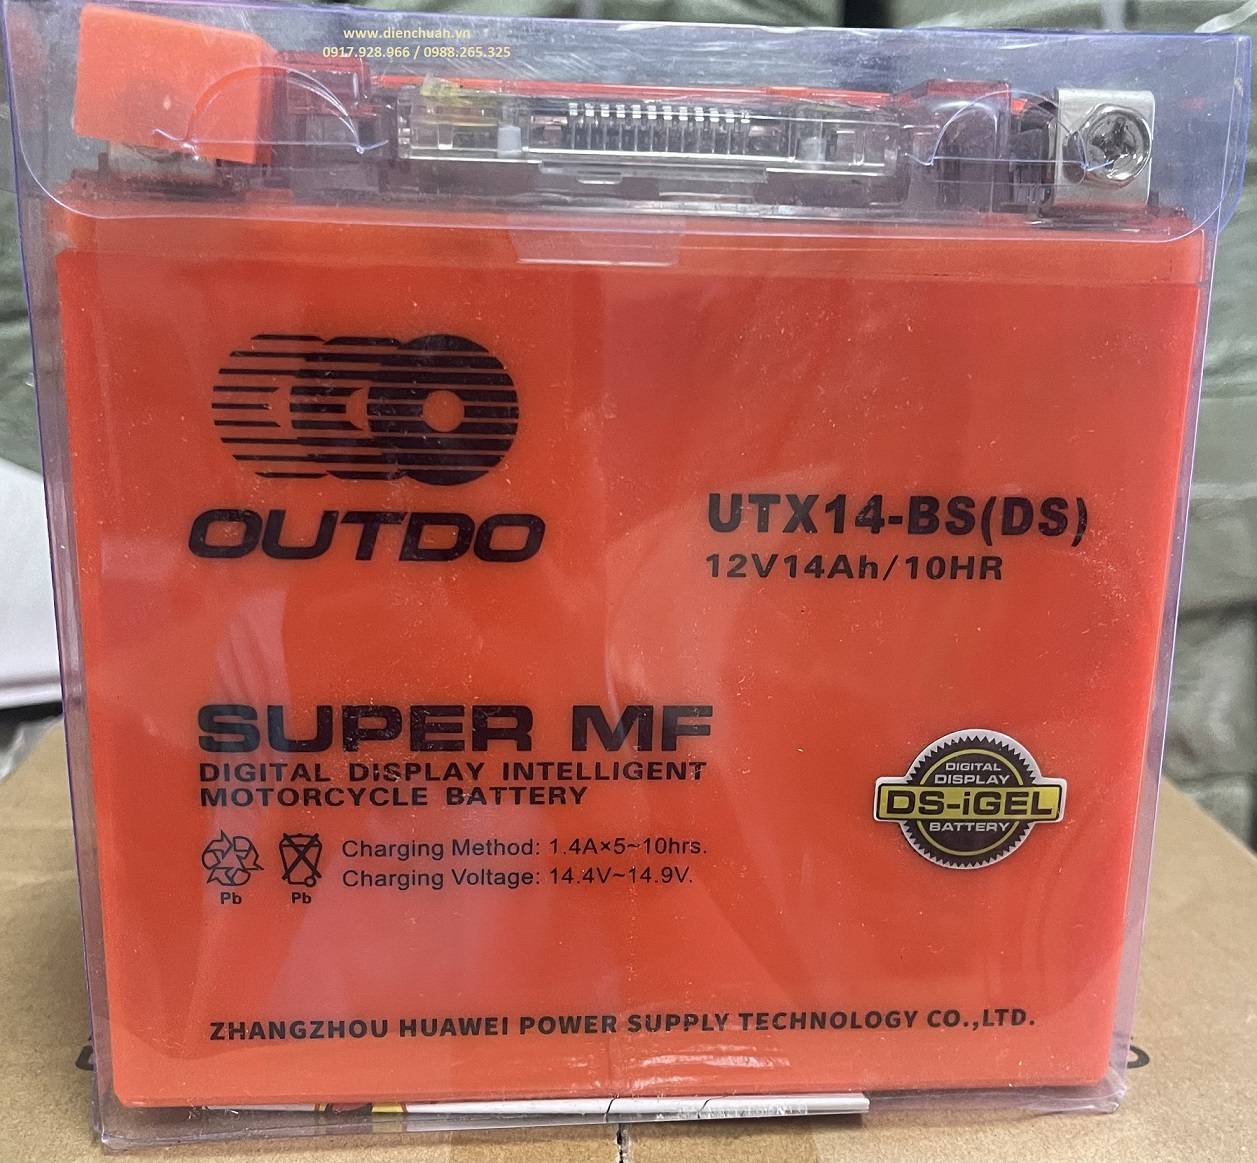 www.dienchuan.vn
0917.928.966 / 0988.265.325
OUTDO
UTX14-BS(DS)
12V14Ah/10HR
SUPER MF
DIGITAL DISPLAY INTELLIGENT
MOTORCYCLE BATTERY
Charging Method: 1.4A×5~10hrs.
Charging Voltage: 14.4V~14.9V.
Pb
Pb
DIGITAL
DISPLAY
DS-iGEL
BATTERY
ZHANGZHOU HUAWEI POWER SUPPLY TECHNOLOGY CO.,LTD.